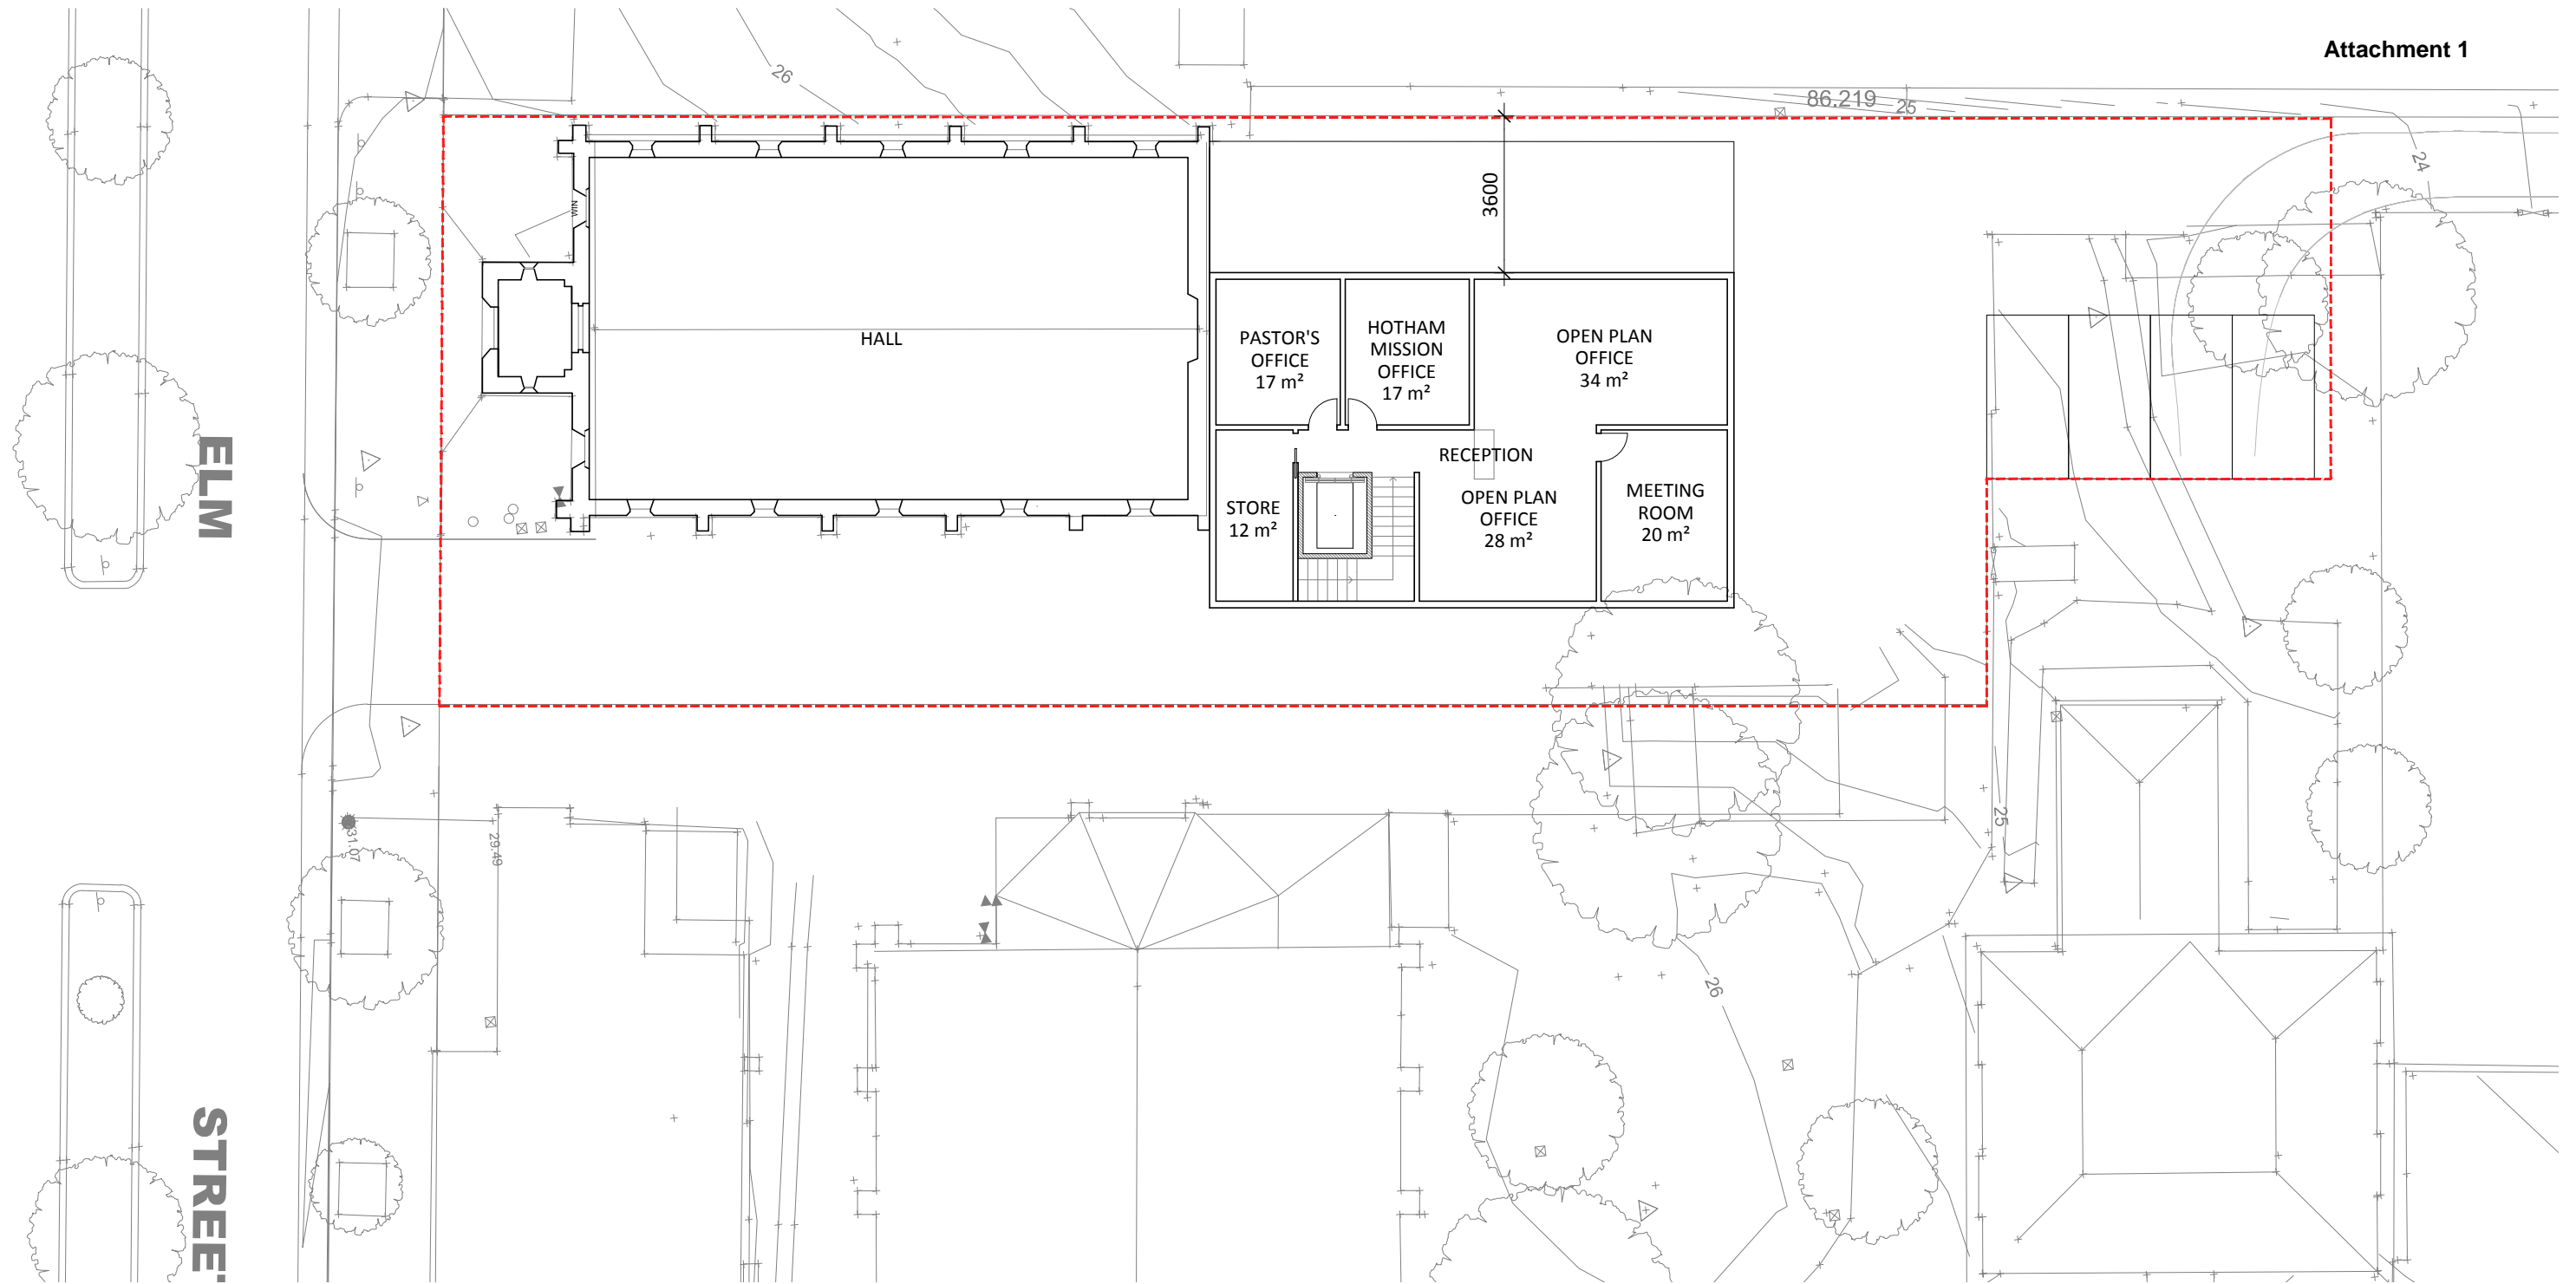 Attachment 1
26
86.219
25
24
3600
WIN
HALL
PASTOR'S
OFFICE
17 m²
HOTHAM
MISSION
OFFICE
17 m²
OPEN PLAN
OFFICE
34 m²
RECEPTION
STORE
12 m²
OPEN PLAN
OFFICE
28 m²
MEETING
ROOM
20 m²
ELM
STREET
31.07
29.49
25
26